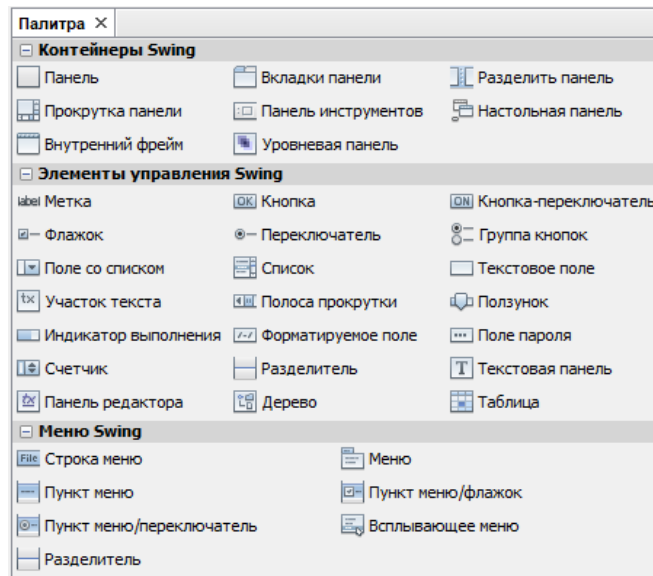 Палитра ×
Контейнеры Swing
Панель Вкладки панели Разделить панель
Прокрутка панели Панель инструментов Настольная панель
Внутренний фрейм Уровневая панель
Элементы управления Swing
label Метка OK Кнопка ON Кнопка-переключатель
Флажок Переключатель Группа кнопок
Поле со списком Список Текстовое поле
tx Участок текста Полоса прокрутки Ползунок
Индикатор выполнения Форматируемое поле Поле пароля
Счетчик Разделитель T Текстовая панель
tx Панель редактора Дерево Таблица
Меню Swing
File Строка меню Меню
Пункт меню Пункт меню/флажок
Пункт меню/переключатель Всплывающее меню
Разделитель